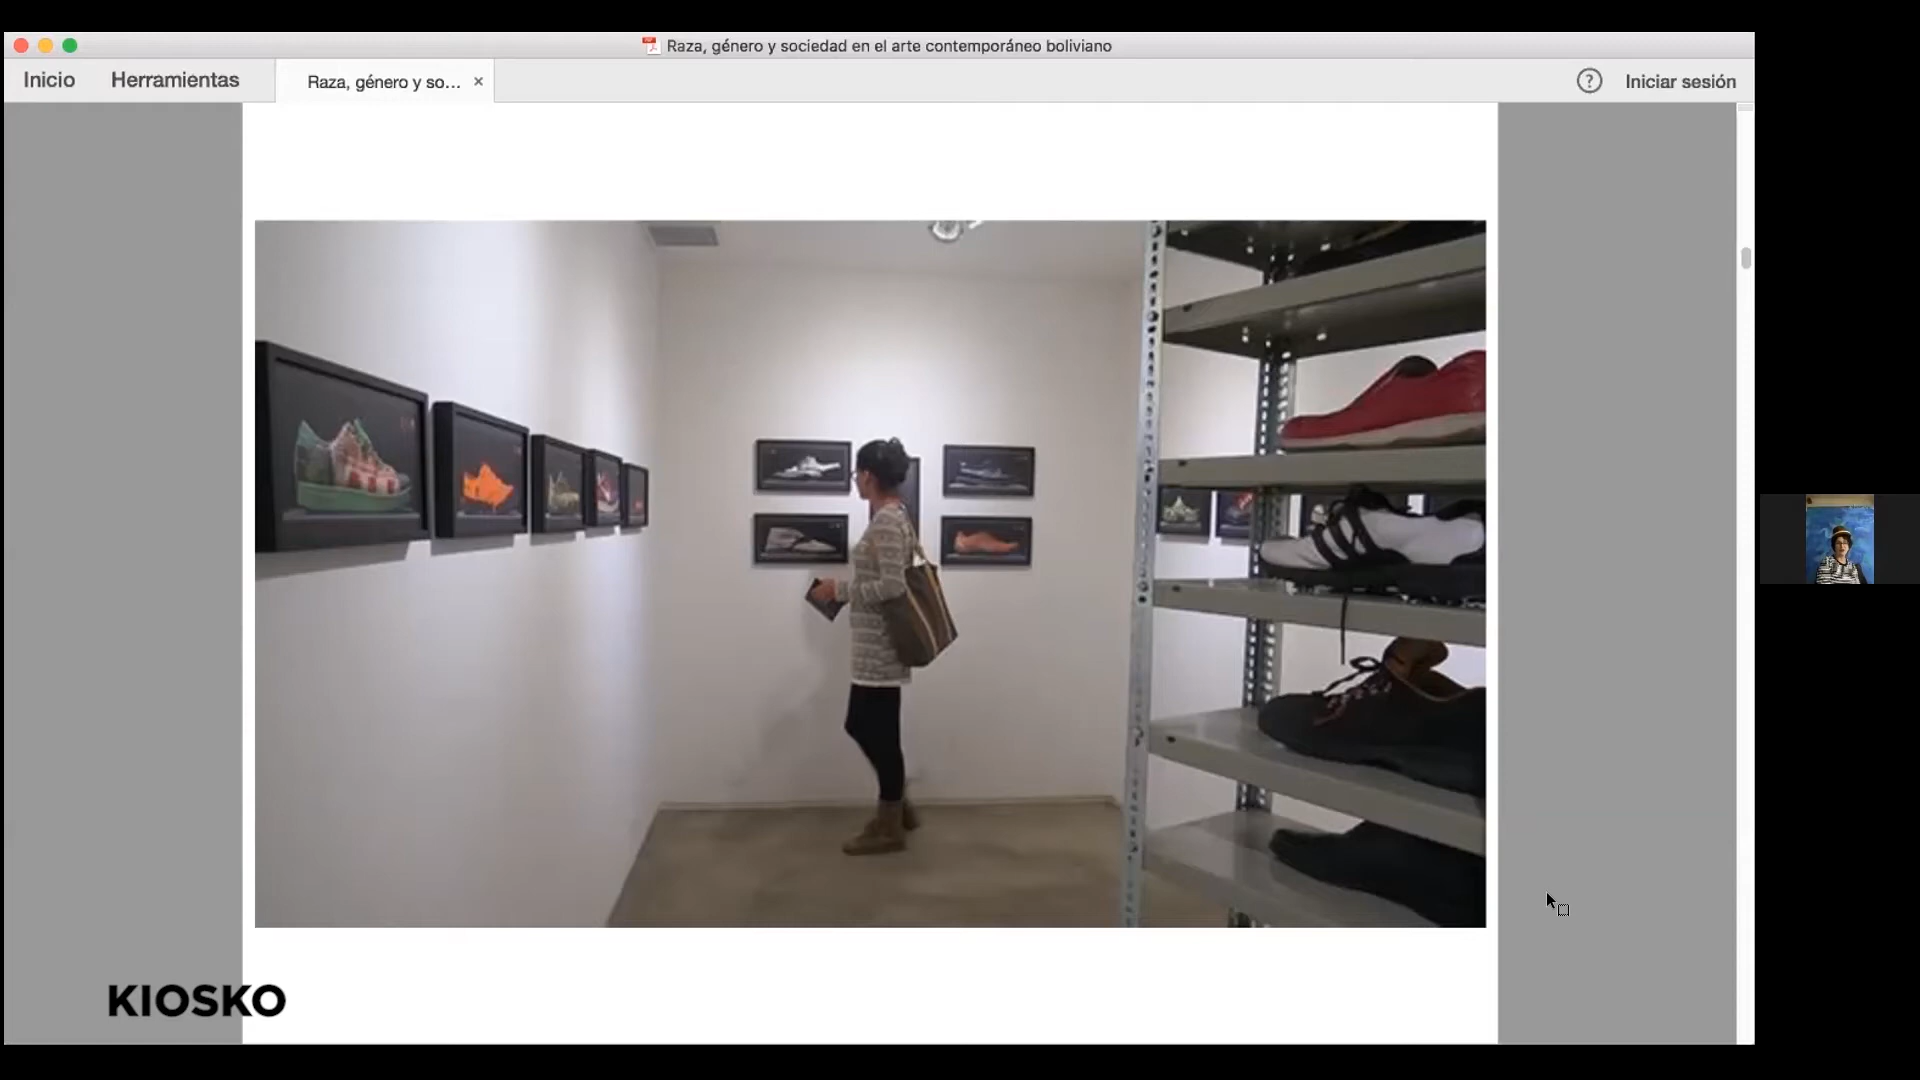 Raza, género y sociedad en el arte contemporáneo boliviano
Inicio
Herramientas
Raza, género y so...
Iniciar sesión
KIOSKO